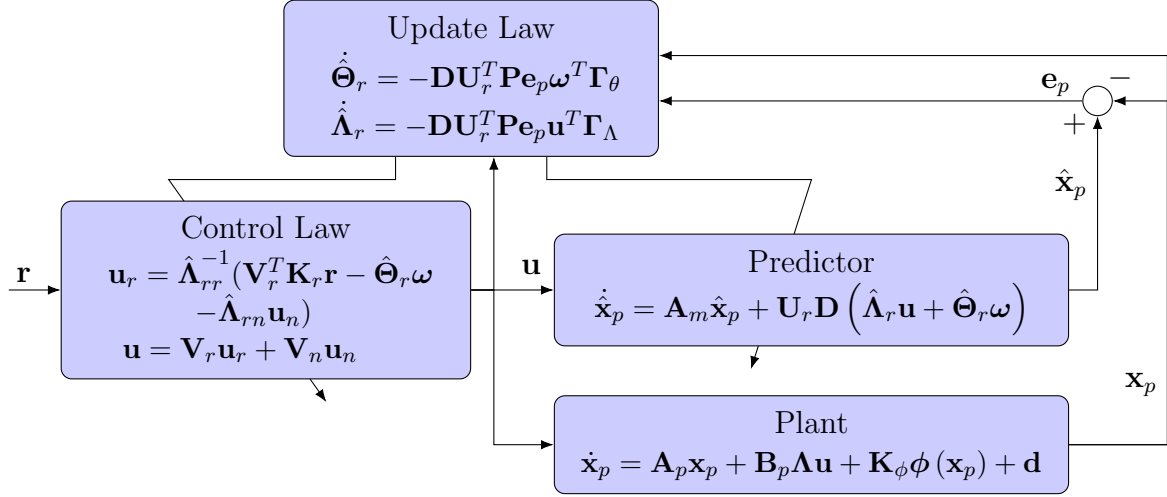 Update Law
$\dot{\hat{\mathbf{\Theta}}}_r = -\mathbf{D}\mathbf{U}_r^T\mathbf{P}\mathbf{e}_p\boldsymbol{\omega}^T\mathbf{\Gamma}_\theta$
$\dot{\hat{\mathbf{\Lambda}}}_r = -\mathbf{D}\mathbf{U}_r^T\mathbf{P}\mathbf{e}_p\mathbf{u}^T\mathbf{\Gamma}_\Lambda$
$\mathbf{e}_p$
−
+
$\hat{\mathbf{x}}_p$
$\mathbf{r}$
Control Law
$\mathbf{u}_r = \hat{\mathbf{\Lambda}}_{rr}^{-1}(\mathbf{V}_r^T\mathbf{K}_r\mathbf{r} - \hat{\mathbf{\Theta}}_r\boldsymbol{\omega}$
$-\hat{\mathbf{\Lambda}}_{rn}\mathbf{u}_n)$
$\mathbf{u} = \mathbf{V}_r\mathbf{u}_r + \mathbf{V}_n\mathbf{u}_n$
$\mathbf{u}$
Predictor
$\dot{\hat{\mathbf{x}}}_p = \mathbf{A}_m\hat{\mathbf{x}}_p + \mathbf{U}_r\mathbf{D}\left(\hat{\mathbf{\Lambda}}_r\mathbf{u} + \hat{\mathbf{\Theta}}_r\boldsymbol{\omega}\right)$
$\mathbf{x}_p$
Plant
$\dot{\mathbf{x}}_p = \mathbf{A}_p\mathbf{x}_p + \mathbf{B}_p\mathbf{\Lambda}\mathbf{u} + \mathbf{K}_\phi\boldsymbol{\phi}\left(\mathbf{x}_p\right) + \mathbf{d}$